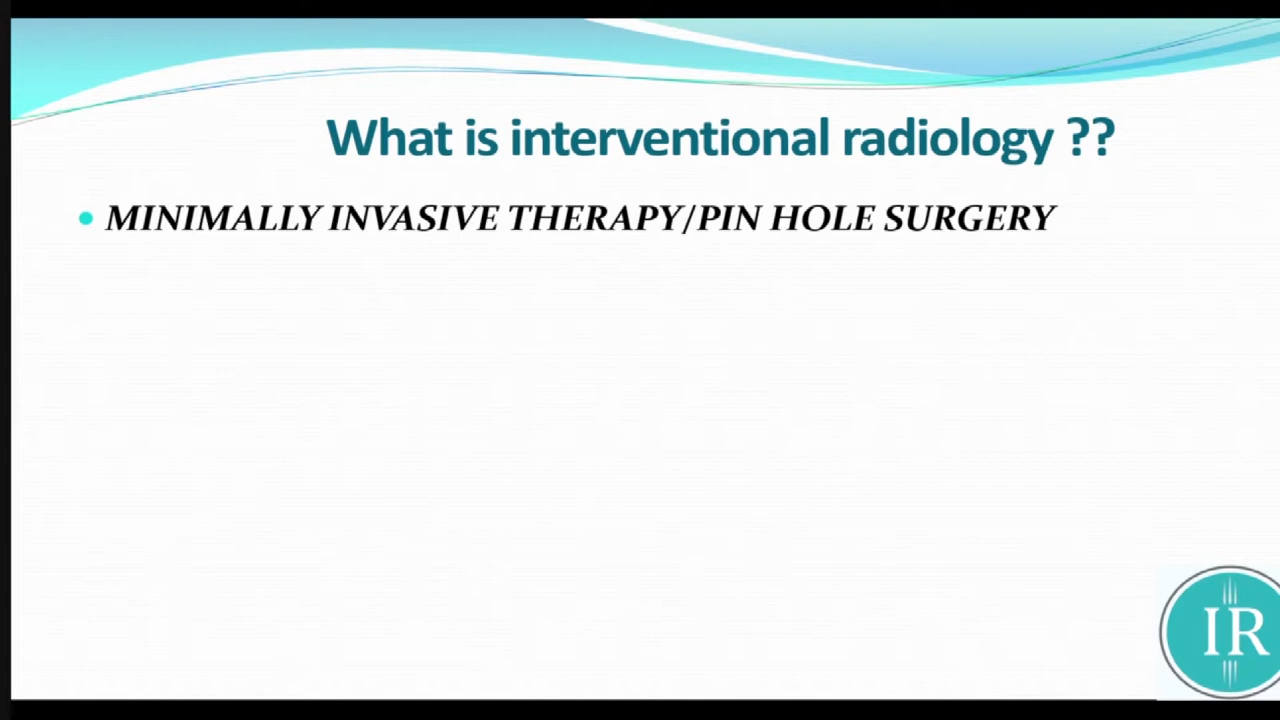 What is interventional radiology ??
MINIMALLY INVASIVE THERAPY/PIN HOLE SURGERY
IR